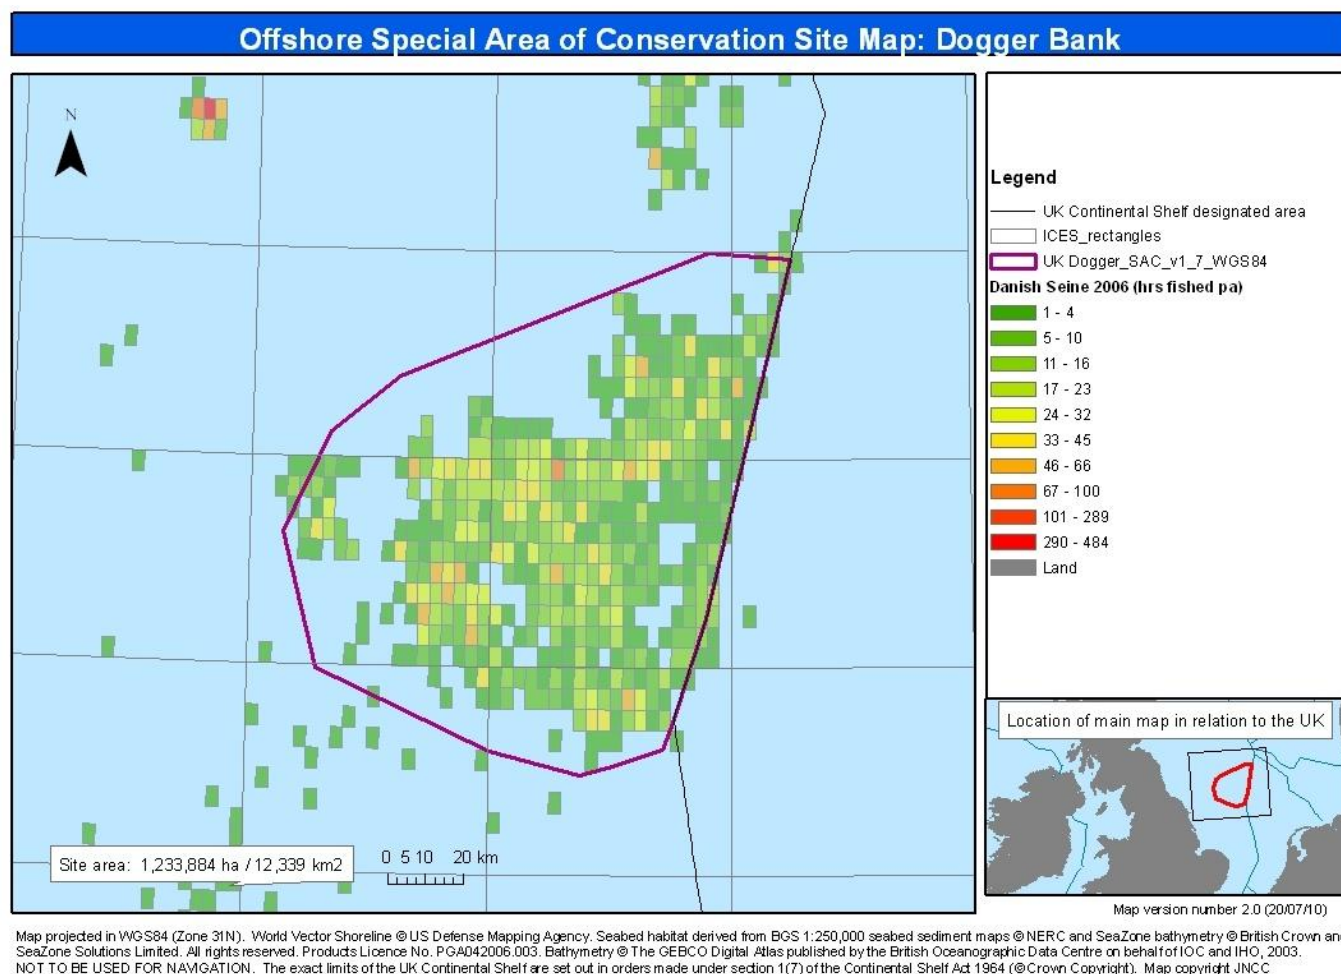 Offshore Special Area of Conservation Site Map: Dogger Bank
N
Legend
UK Continental Shelf designated area
ICES_rectangles
UK Dogger_SAC_v1_7_WGS84
Danish Seine 2006 (hrs fished pa)
1 - 4
5 - 10
11 - 16
17 - 23
24 - 32
33 - 45
46 - 66
67 - 100
101 - 289
290 - 484
Land
Location of main map in relation to the UK
Site area: 1,233,884 ha / 12,339 km2
0 5 10 20 km
Map version number 2.0 (20/07/10)
Map projected in WGS84 (Zone 31N). World Vector Shoreline © US Defense Mapping Agency. Seabed habitat derived from BGS 1:250,000 seabed sediment maps © NERC and SeaZone bathymetry © British Crown and
SeaZone Solutions Limited. All rights reserved. Products Licence No. PGA042006.003. Bathymetry © The GEBCO Digital Atlas published by the British Oceanographic Data Centre on behalf of IOC and IHO, 2003.
NOT TO BE USED FOR NAVIGATION. The exact limits of the UK Continental Shelf are set out in orders made under section 1(7) of the Continental Shelf Act 1964 (© Crown Copyright). Map copyright JNCC